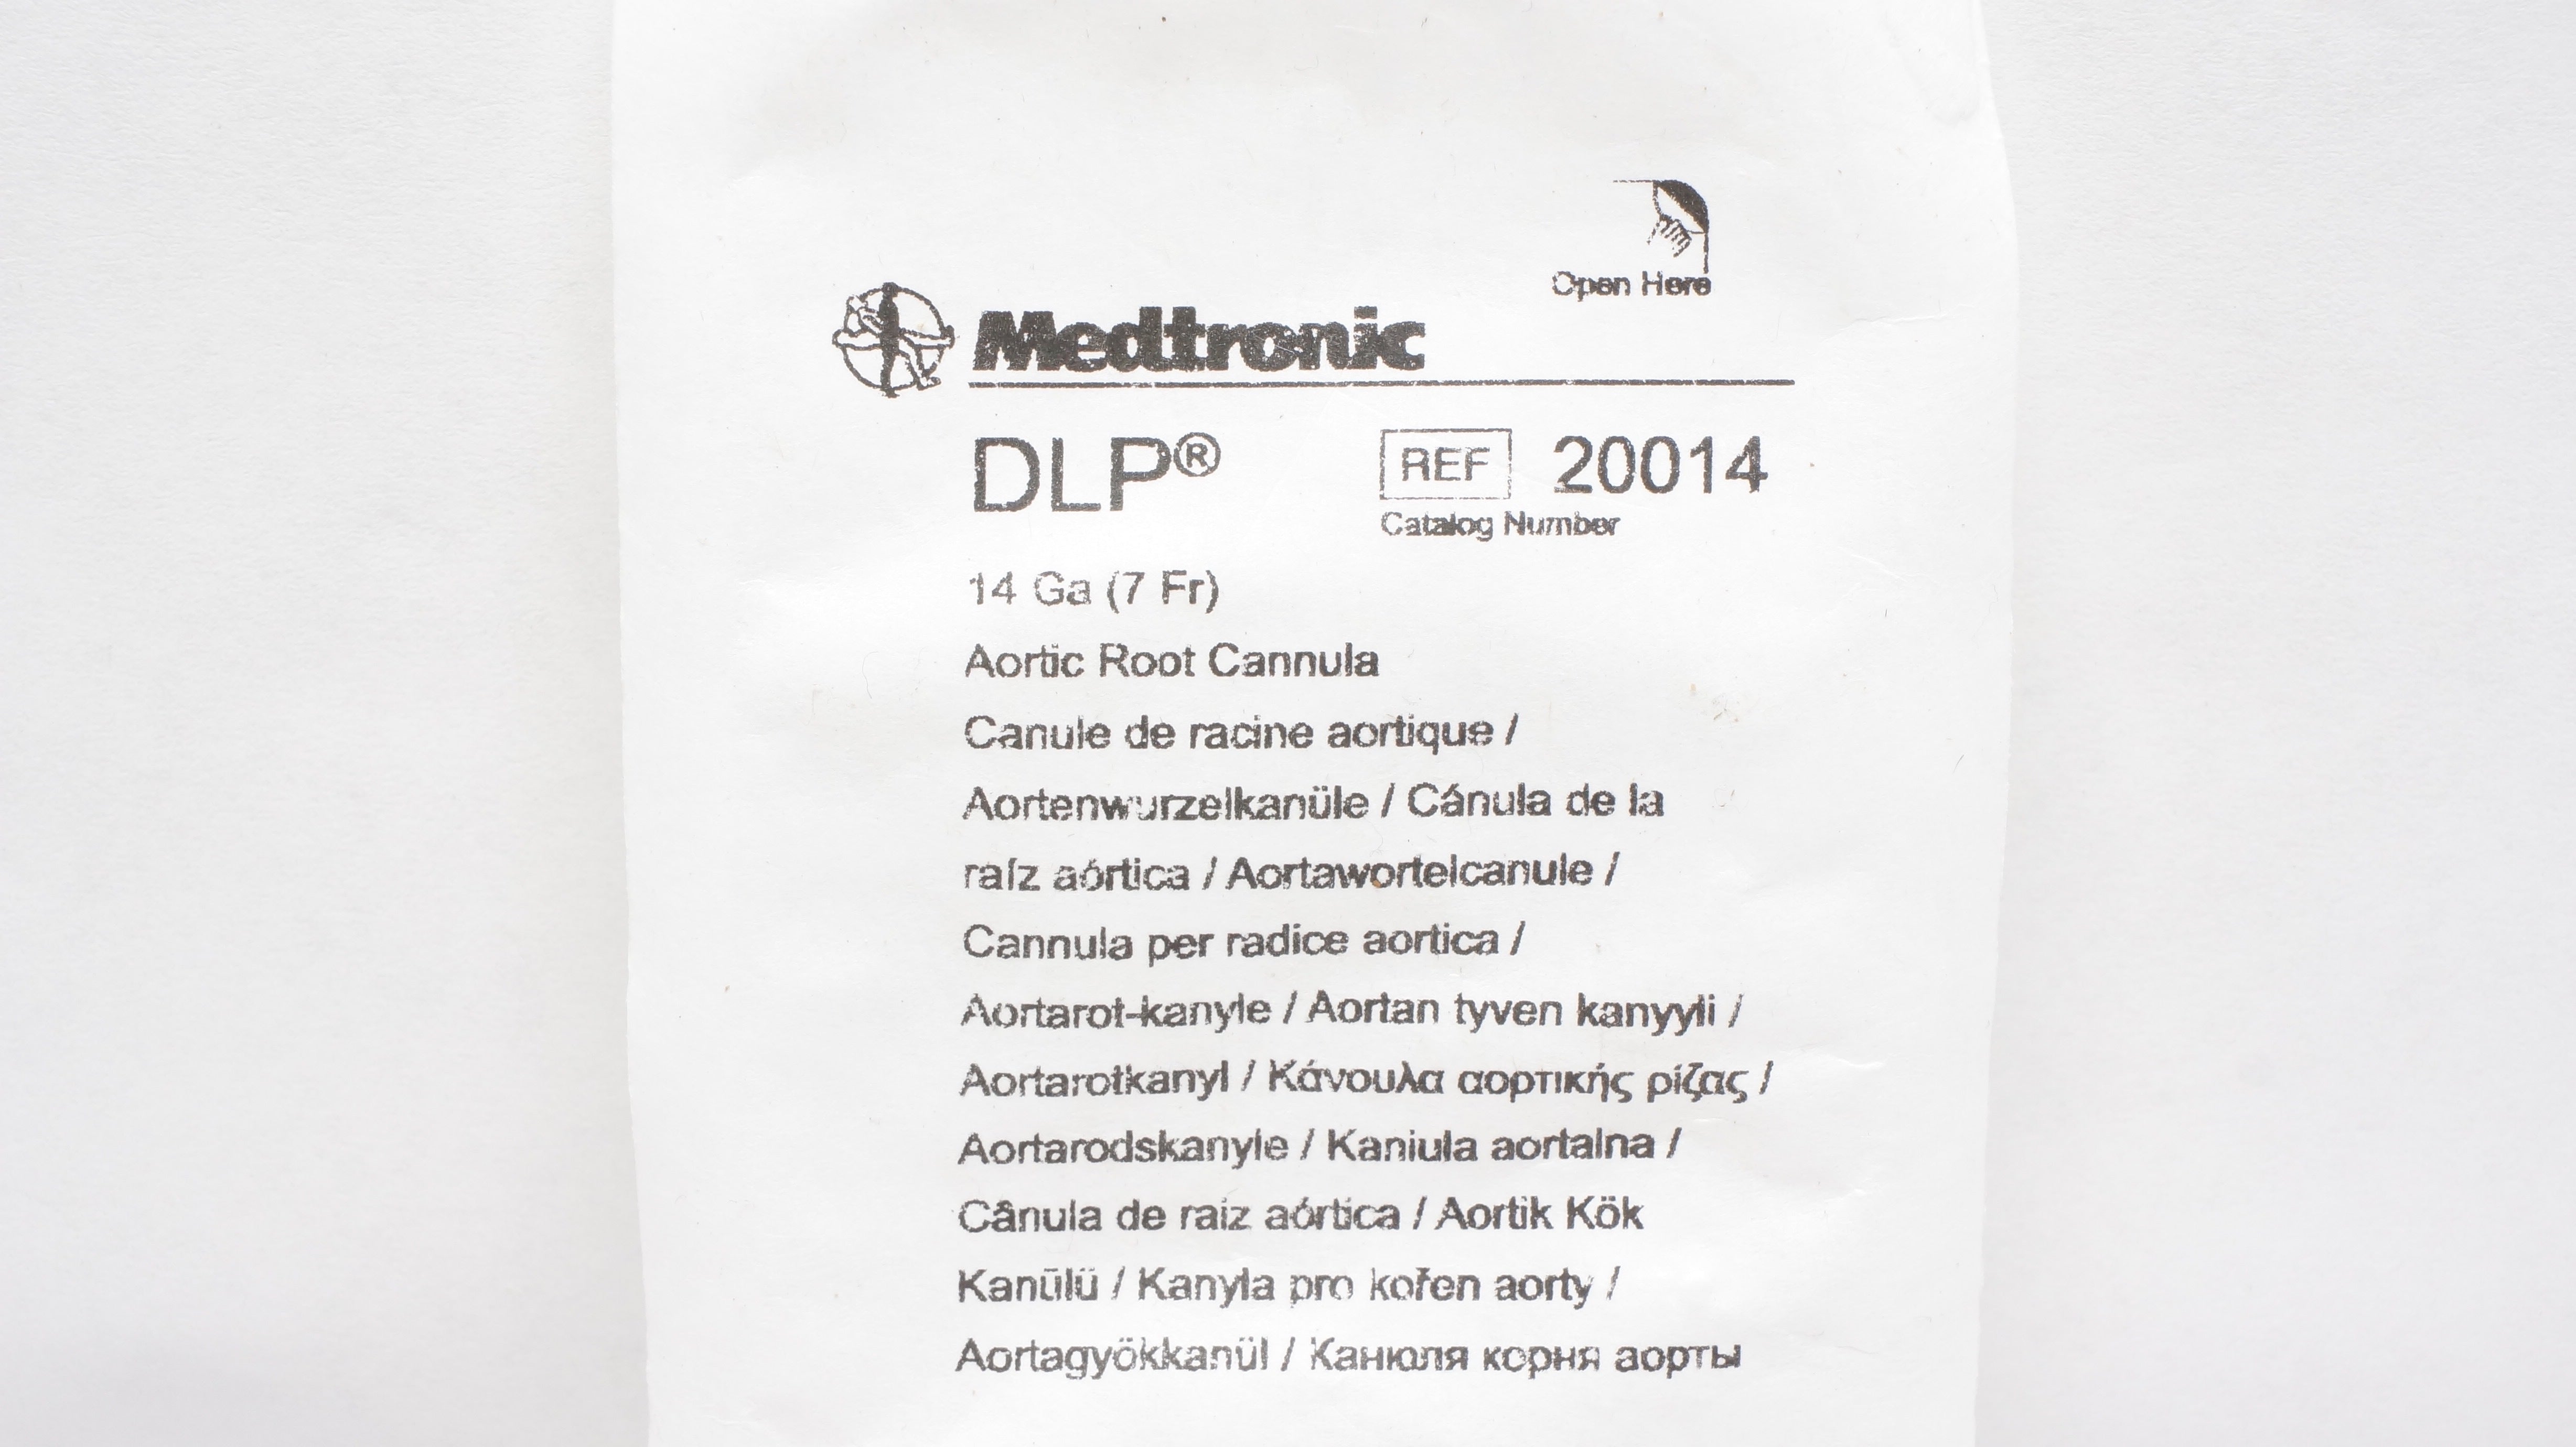 Open Here
Medtronic
DLP® REF 20014
Catalog Number
14 Ga (7 Fr)
Aortic Root Cannula
Canule de racine aortique /
Aortenwurzelkanüle / Cánula de la
raíz aórtica / Aortawortelcanule /
Cannula per radice aortica /
Aortarot-kanyle / Aortan tyven kanyyli /
Aortarotkanyl / Κάνουλα αορτικής ρίζας /
Aortarodskanyle / Kaniula aortalna /
Cânula de raiz aórtica / Aortik Kök
Kanülü / Kanyla pro kořen aorty /
Aortagyökkanül / Канюля корня аорты